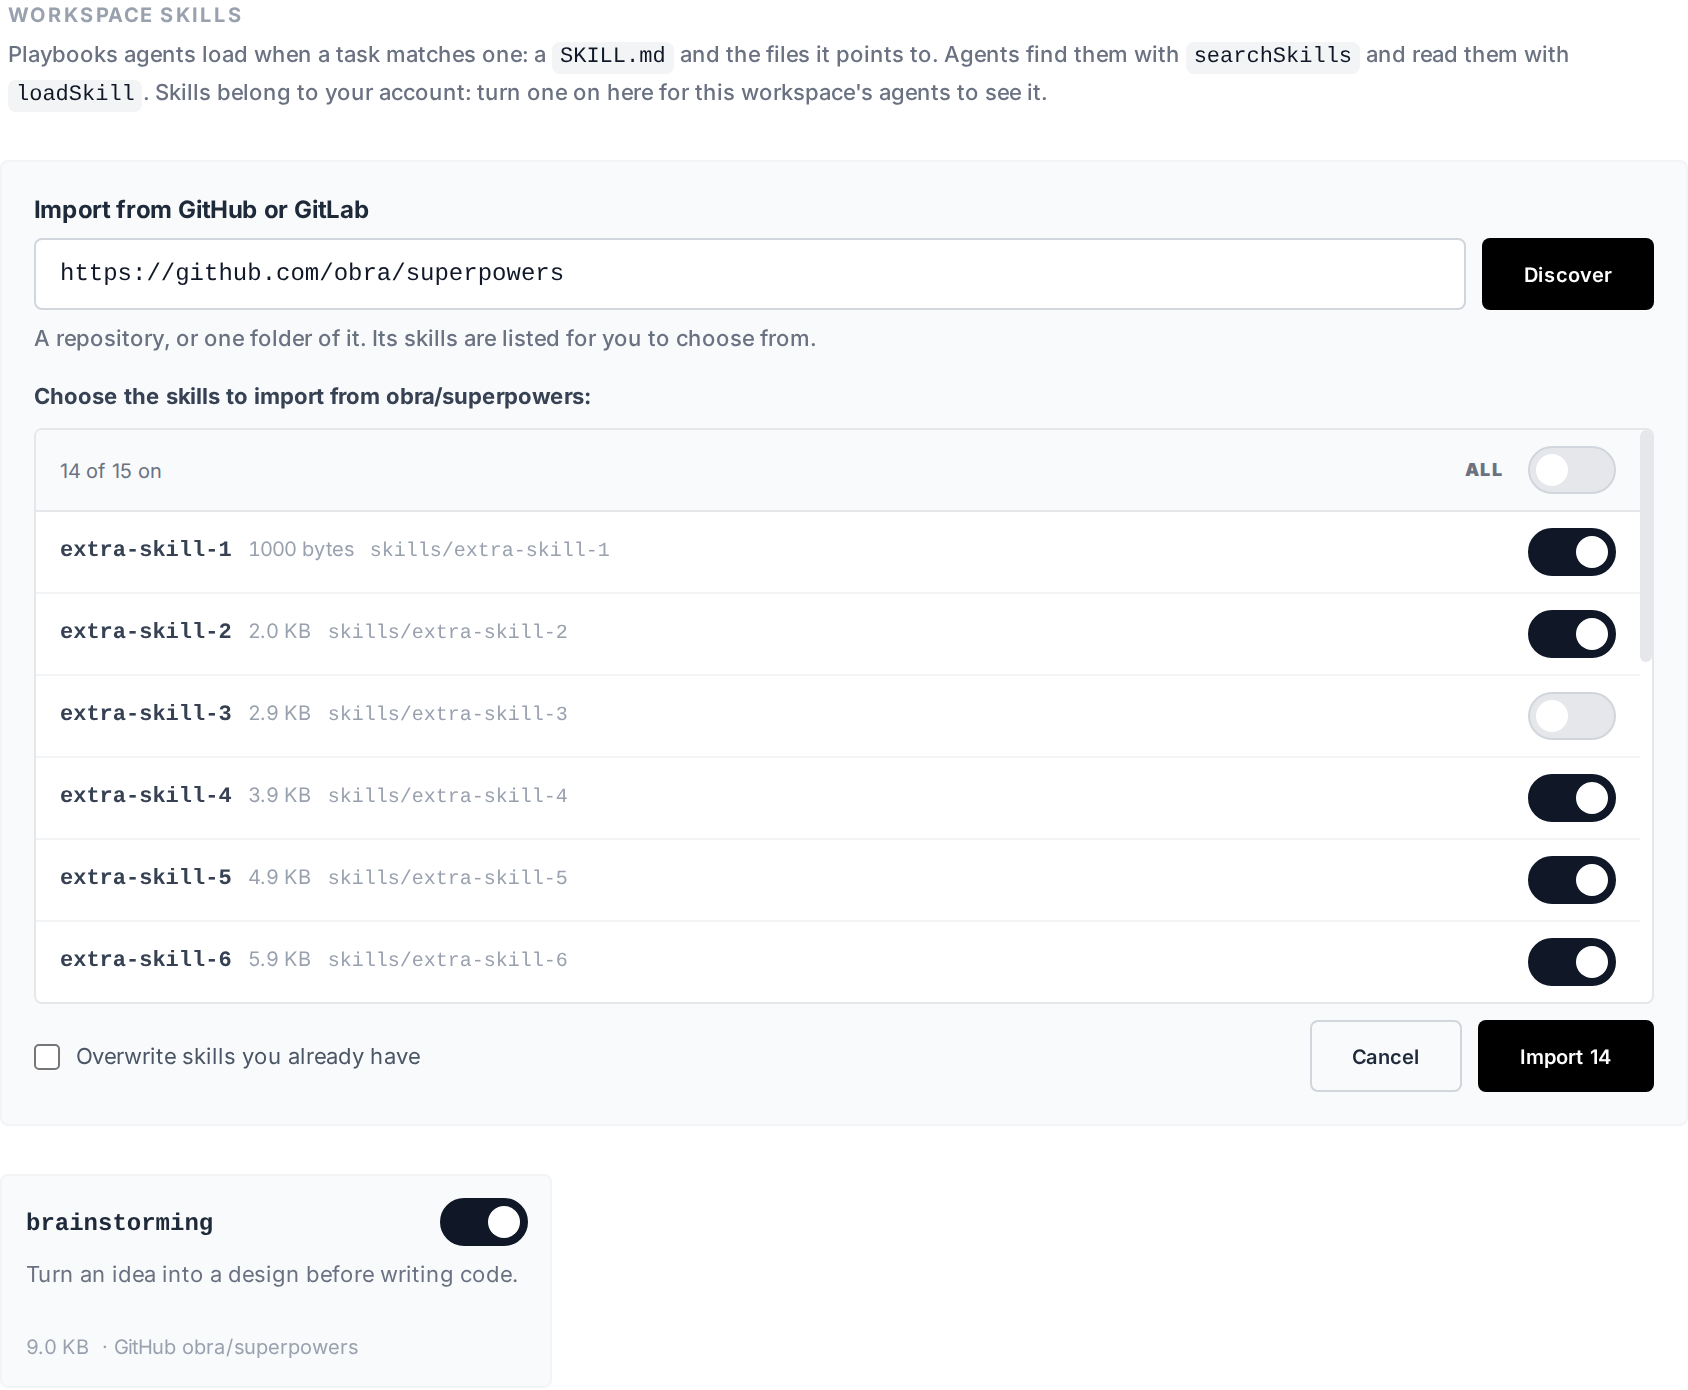 WORKSPACE SKILLS
Playbooks agents load when a task matches one: a SKILL.md and the files it points to. Agents find them with searchSkills and read them with
loadSkill. Skills belong to your account: turn one on here for this workspace's agents to see it.
Import from GitHub or GitLab
https://github.com/obra/superpowers
Discover
A repository, or one folder of it. Its skills are listed for you to choose from.
Choose the skills to import from obra/superpowers:
14 of 15 on
ALL
extra-skill-1 1000 bytes skills/extra-skill-1
extra-skill-2 2.0 KB skills/extra-skill-2
extra-skill-3 2.9 KB skills/extra-skill-3
extra-skill-4 3.9 KB skills/extra-skill-4
extra-skill-5 4.9 KB skills/extra-skill-5
extra-skill-6 5.9 KB skills/extra-skill-6
Overwrite skills you already have
Cancel
Import 14
brainstorming
Turn an idea into a design before writing code.
9.0 KB · GitHub obra/superpowers